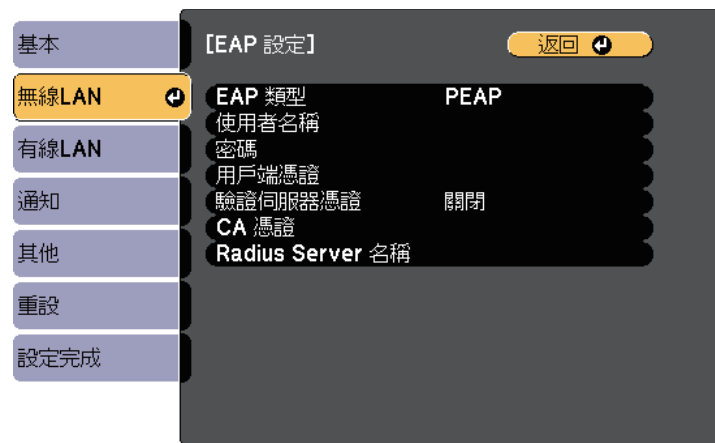 基本
無線LAN
有線LAN
通知
其他
重設
設定完成
[EAP 設定]
返回
EAP 類型 PEAP
使用者名稱
密碼
用戶端憑證
驗證伺服器憑證 關閉
CA 憑證
Radius Server 名稱